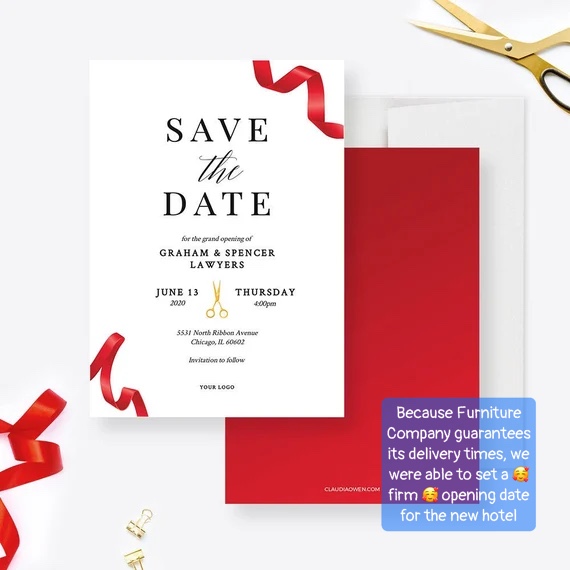 SAVE
the
DATE
for the grand opening of
GRAHAM & SPENCER
LAWYERS
JUNE 13 THURSDAY
2020 4:00pm
5531 North Ribbon Avenue
Chicago, IL 60602
Invitation to follow
YOUR LOGO
CLAUDIAOWEN.COM
Because Furniture
Company guarantees
its delivery times, we
were able to set a 🥰
firm 🥰 opening date
for the new hotel